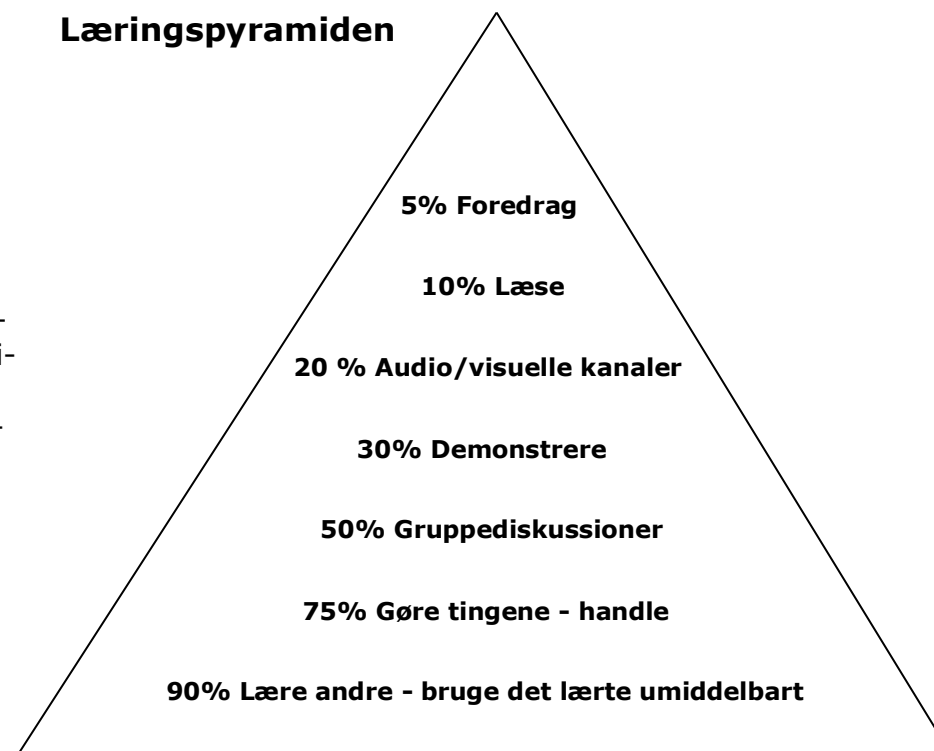 Læringspyramiden
5% Foredrag
10% Læse
-
i-
20 % Audio/visuelle kanaler
-
30% Demonstrere
50% Gruppediskussioner
75% Gøre tingene - handle
90% Lære andre - bruge det lærte umiddelbart